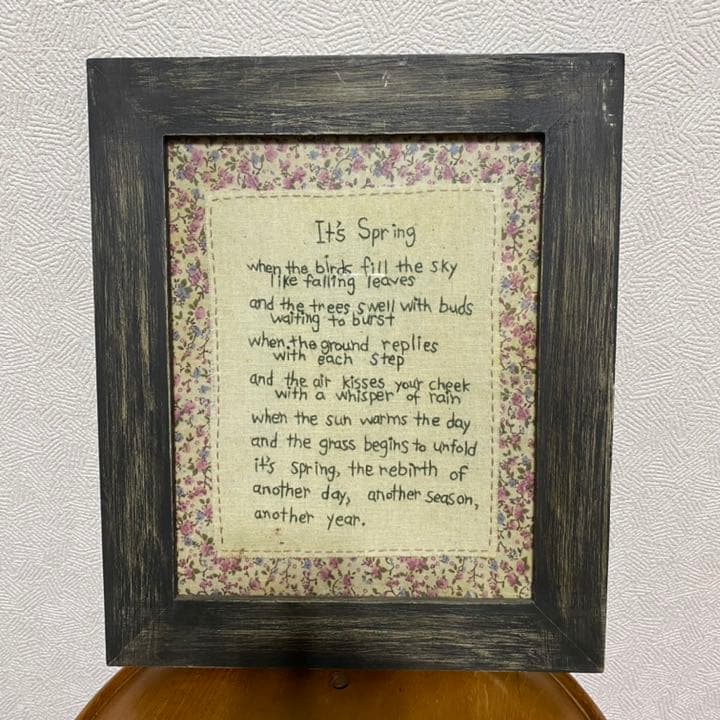 It's Spring
when the birds fill the sky
like falling leaves
and the trees swell with buds
waiting to burst
when the ground replies
with each step
and the air kisses your cheek
with a whisper of rain
when the sun warms the day
and the grass begins to unfold
it's spring, the rebirth of
another day, another season,
another year.